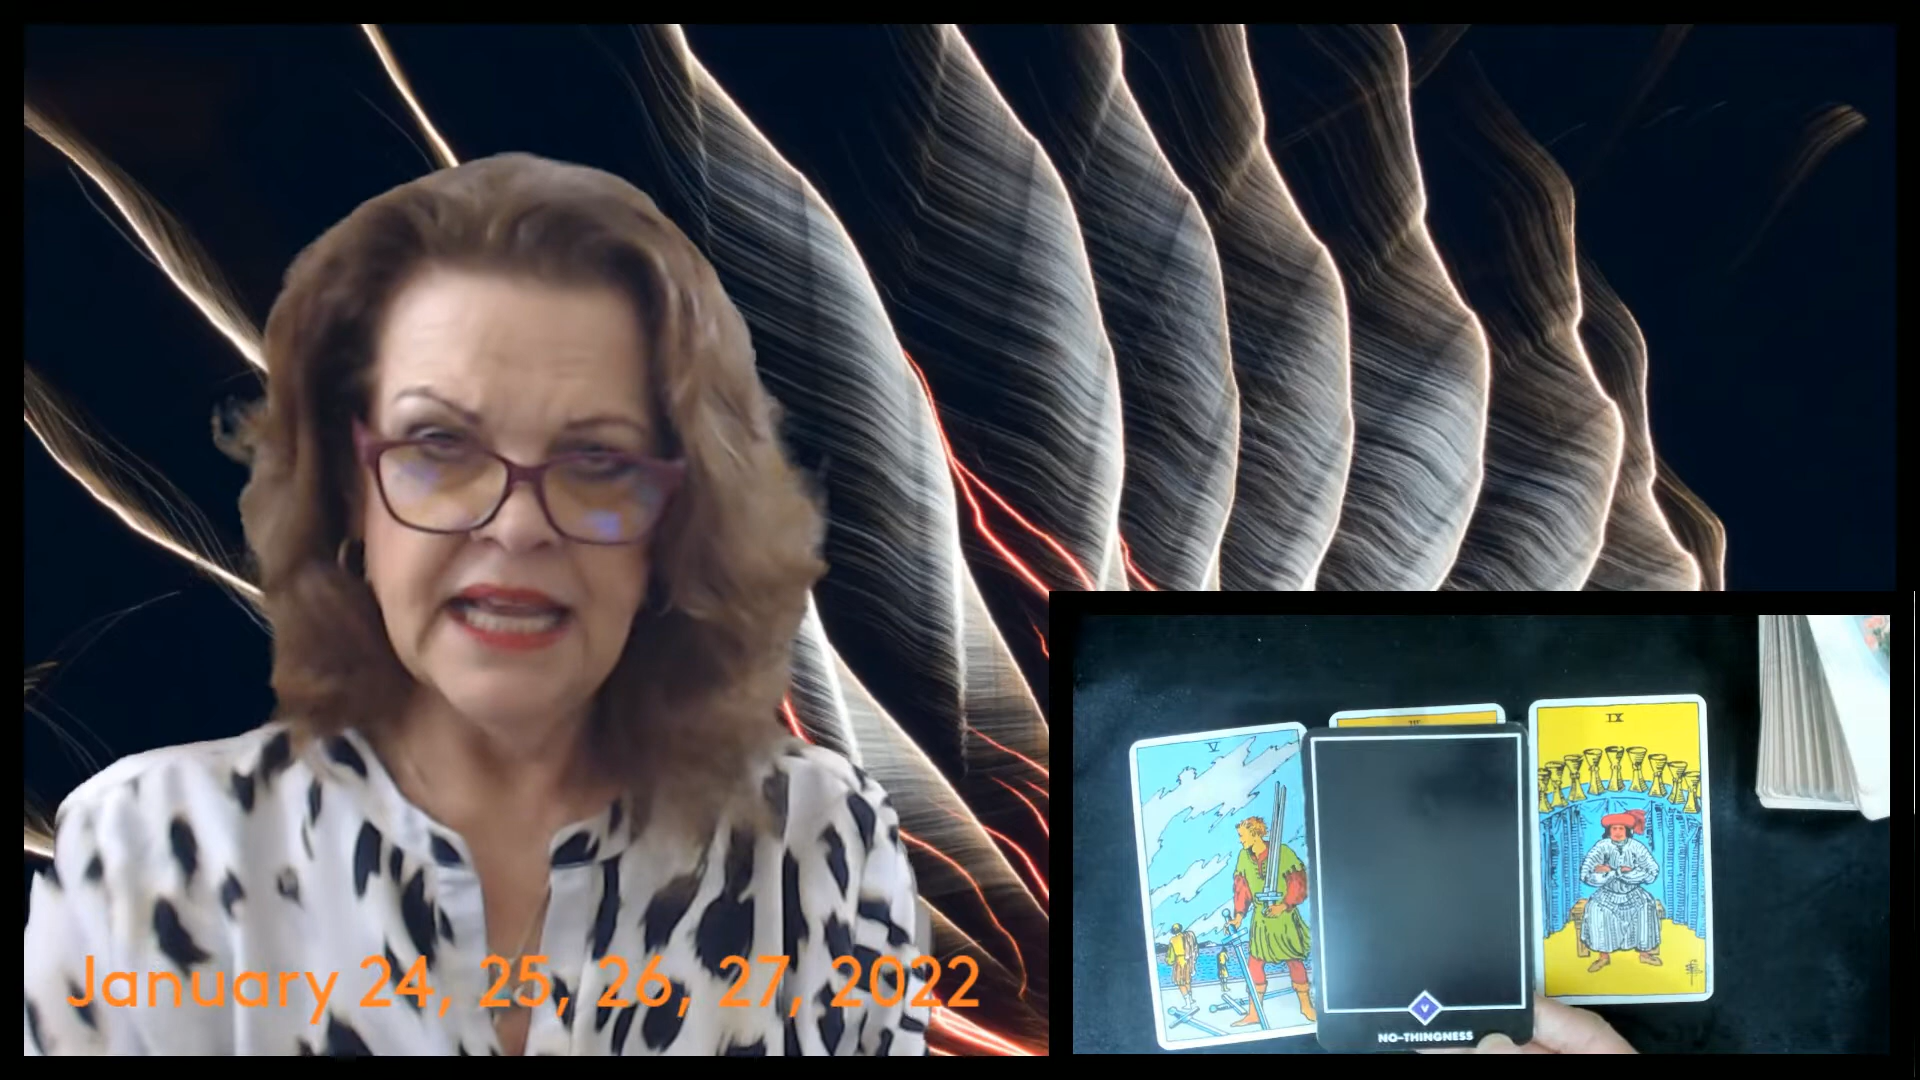 January 24, 25, 26, 27, 2022
V
III
IX
V
NO-THINGNESS